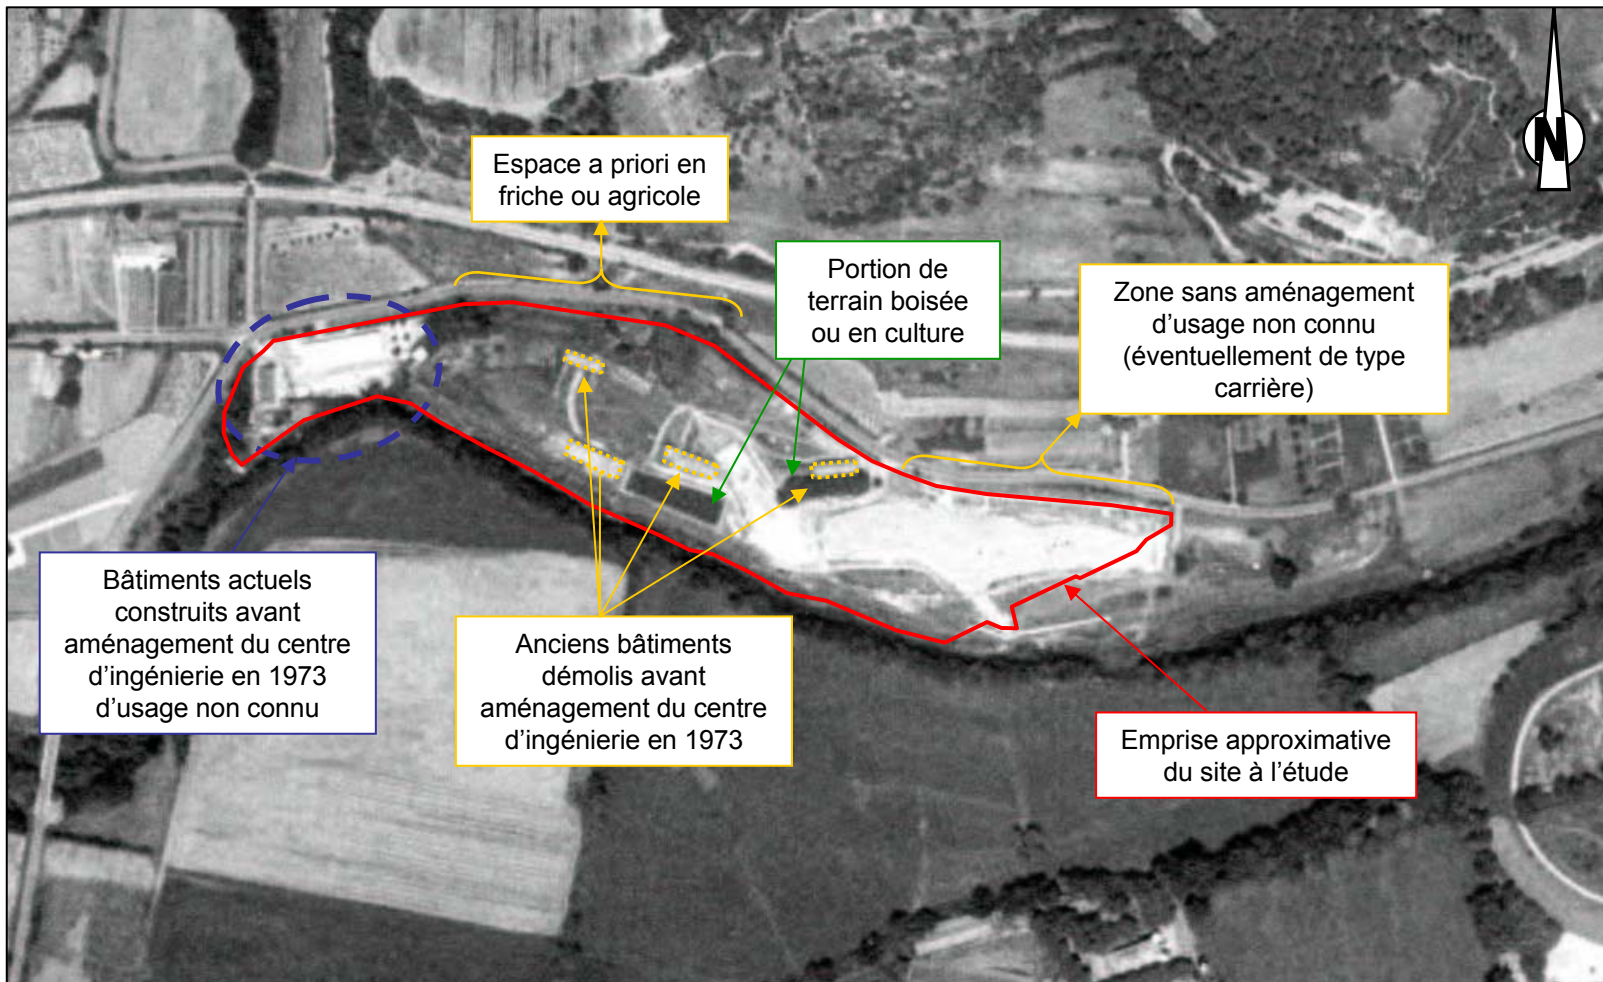 N
Espace a priori en
friche ou agricole
Portion de
terrain boisée
ou en culture
Zone sans aménagement
d’usage non connu
(éventuellement de type
carrière)
Bâtiments actuels
construits avant
aménagement du centre
d’ingénierie en 1973
d’usage non connu
Anciens bâtiments
démolis avant
aménagement du centre
d’ingénierie en 1973
Emprise approximative
du site à l’étude